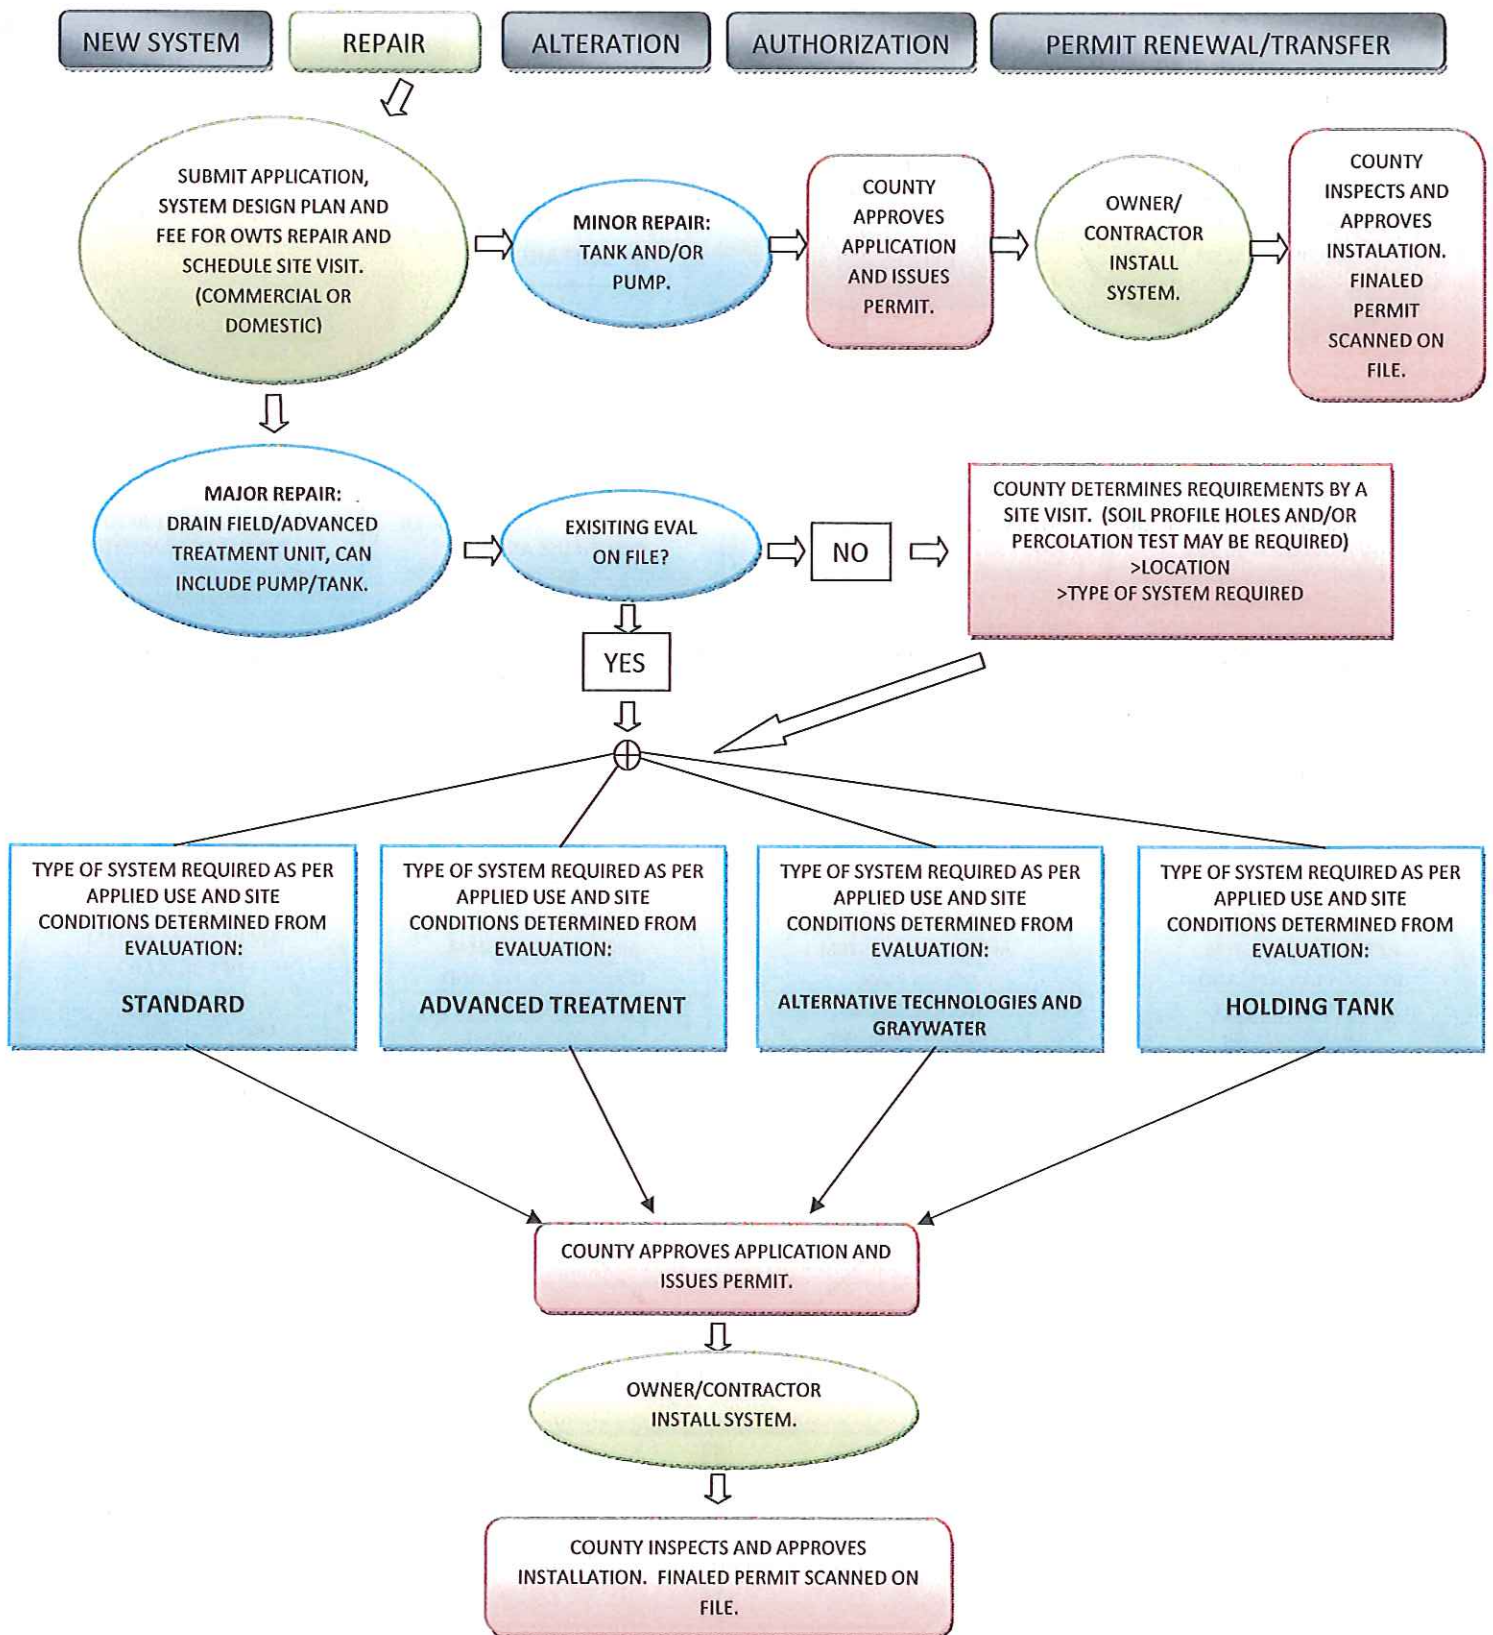 NEW SYSTEM
REPAIR
ALTERATION
AUTHORIZATION
PERMIT RENEWAL/TRANSFER
SUBMIT APPLICATION,
SYSTEM DESIGN PLAN AND
FEE FOR OWTS REPAIR AND
SCHEDULE SITE VISIT.
(COMMERCIAL OR
DOMESTIC)
MINOR REPAIR:
TANK AND/OR
PUMP.
COUNTY
APPROVES
APPLICATION
AND ISSUES
PERMIT.
OWNER/
CONTRACTOR
INSTALL
SYSTEM.
COUNTY
INSPECTS AND
APPROVES
INSTALATION.
FINALED
PERMIT
SCANNED ON
FILE.
MAJOR REPAIR:
DRAIN FIELD/ADVANCED
TREATMENT UNIT, CAN
INCLUDE PUMP/TANK.
EXISITING EVAL
ON FILE?
NO
COUNTY DETERMINES REQUIREMENTS BY A
SITE VISIT. (SOIL PROFILE HOLES AND/OR
PERCOLATION TEST MAY BE REQUIRED)
>LOCATION
>TYPE OF SYSTEM REQUIRED
YES
TYPE OF SYSTEM REQUIRED AS PER
APPLIED USE AND SITE
CONDITIONS DETERMINED FROM
EVALUATION:
STANDARD
TYPE OF SYSTEM REQUIRED AS PER
APPLIED USE AND SITE
CONDITIONS DETERMINED FROM
EVALUATION:
ADVANCED TREATMENT
TYPE OF SYSTEM REQUIRED AS PER
APPLIED USE AND SITE
CONDITIONS DETERMINED FROM
EVALUATION:
ALTERNATIVE TECHNOLOGIES AND
GRAYWATER
TYPE OF SYSTEM REQUIRED AS PER
APPLIED USE AND SITE
CONDITIONS DETERMINED FROM
EVALUATION:
HOLDING TANK
COUNTY APPROVES APPLICATION AND
ISSUES PERMIT.
OWNER/CONTRACTOR
INSTALL SYSTEM.
COUNTY INSPECTS AND APPROVES
INSTALLATION. FINALED PERMIT SCANNED ON
FILE.